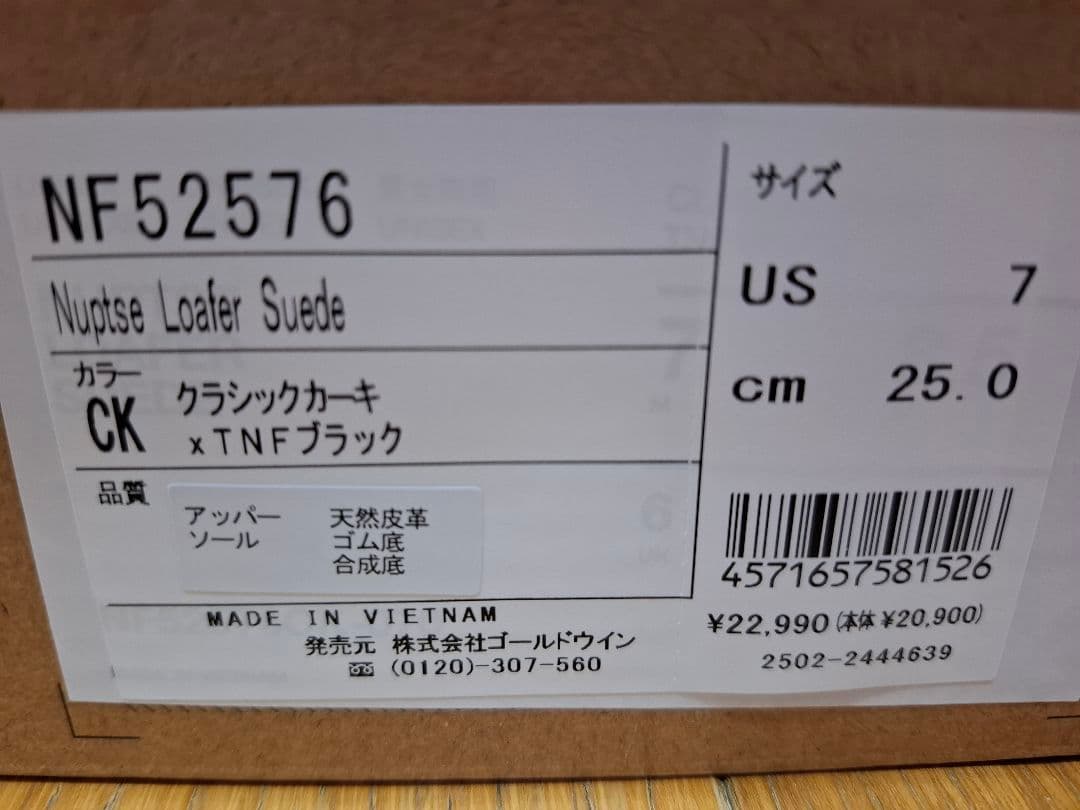 NF52576
Nuptse Loafer Suede
カラー
CK
クラシックカーキ
xTNFブラック
品質
アッパー 天然皮革
ソール ゴム底
合成底
MADE IN VIETNAM
発売元 株式会社ゴールドウイン
(0120)-307-560
サイズ
US 7
cm 25.0
4571657581526
¥22,990(本体 ¥20,900)
2502-2444639